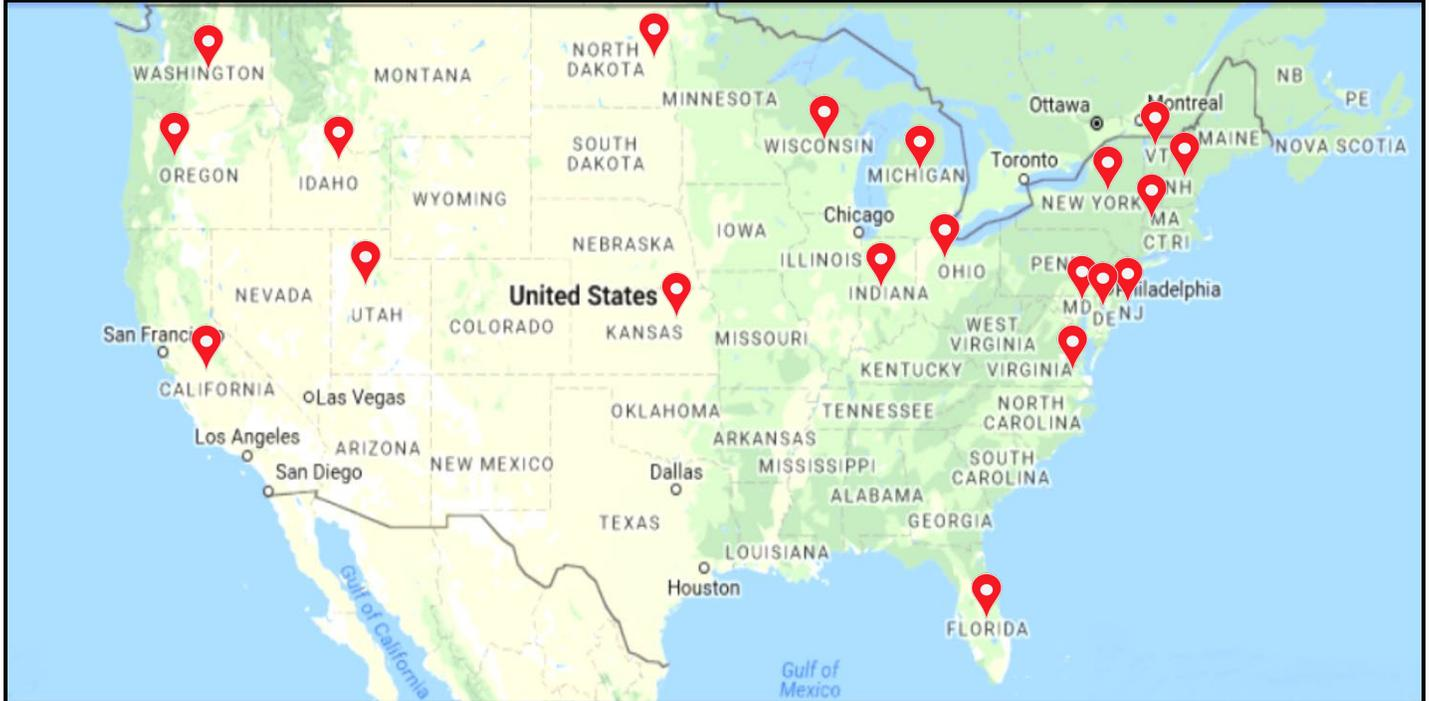 WASHINGTON
MONTANA
NORTH
DAKOTA
MINNESOTA
Ottawa
Montreal
NB
PE
OREGON
IDAHO
SOUTH
DAKOTA
WISCONSIN
MICHIGAN
Toronto
VT
MAINE
NOVA SCOTIA
WYOMING
NEW YORK
NH
MA
CTRI
Chicago
IOWA
NEBRASKA
ILLINOIS
OHIO
PEN
Philadelphia
NEVADA
UTAH
United States
INDIANA
MD
DE
NJ
San Franci
COLORADO
KANSAS
MISSOURI
WEST
VIRGINIA
KENTUCKY
VIRGINIA
CALIFORNIA
Las Vegas
OKLAHOMA
TENNESSEE
NORTH
CAROLINA
Los Angeles
ARIZONA
NEW MEXICO
ARKANSAS
San Diego
Dallas
MISSISSIPPI
SOUTH
CAROLINA
ALABAMA
TEXAS
GEORGIA
LOUISIANA
Houston
Gulf of California
FLORIDA
Gulf of
Mexico